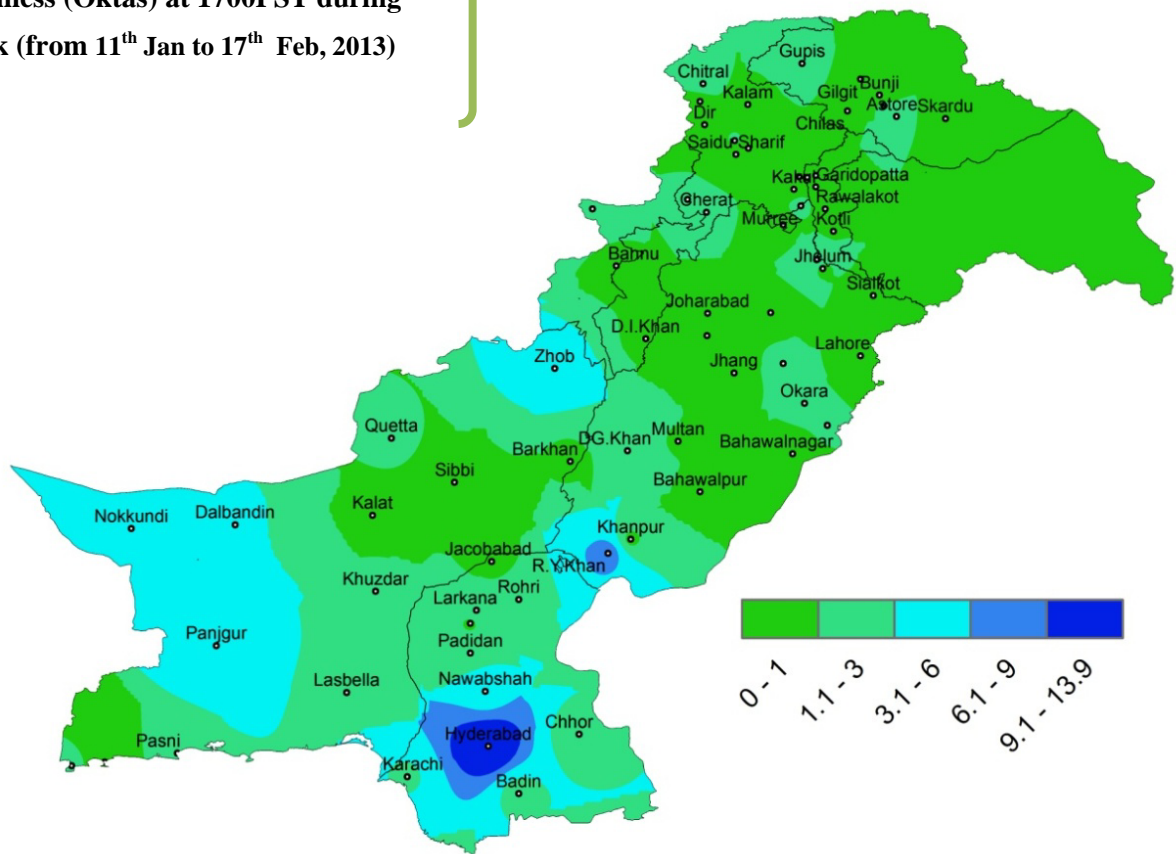 (Oktas) at 1700PST during
(from 11th Jan to 17th Feb, 2013)
Gupis
Chitral
Bunji
Kalam
Gilgit
Astore Skardu
Dir
Chilas
Saidu Sharif
Garidopatta
Cherat
Rawalakot
Murree
Kotli
Bannu
Jhelum
Sialkot
Joharabad
D.I.Khan
Lahore
Zhob
Jhang
Okara
Quetta
DG.Khan
Multan
Bahawalnagar
Barkhan
Sibbi
Bahawalpur
Kalat
Nokkundi
Dalbandin
Khanpur
Jacobabad
R.Y.Khan
Khuzdar
Rohri
Larkana
Panjgur
Padidan
Lasbella
Nawabshah
Chhor
Hyderabad
Pasni
Karachi
Badin
0 - 1
1.1 - 3
3.1 - 6
6.1 - 9
9.1 - 13.9